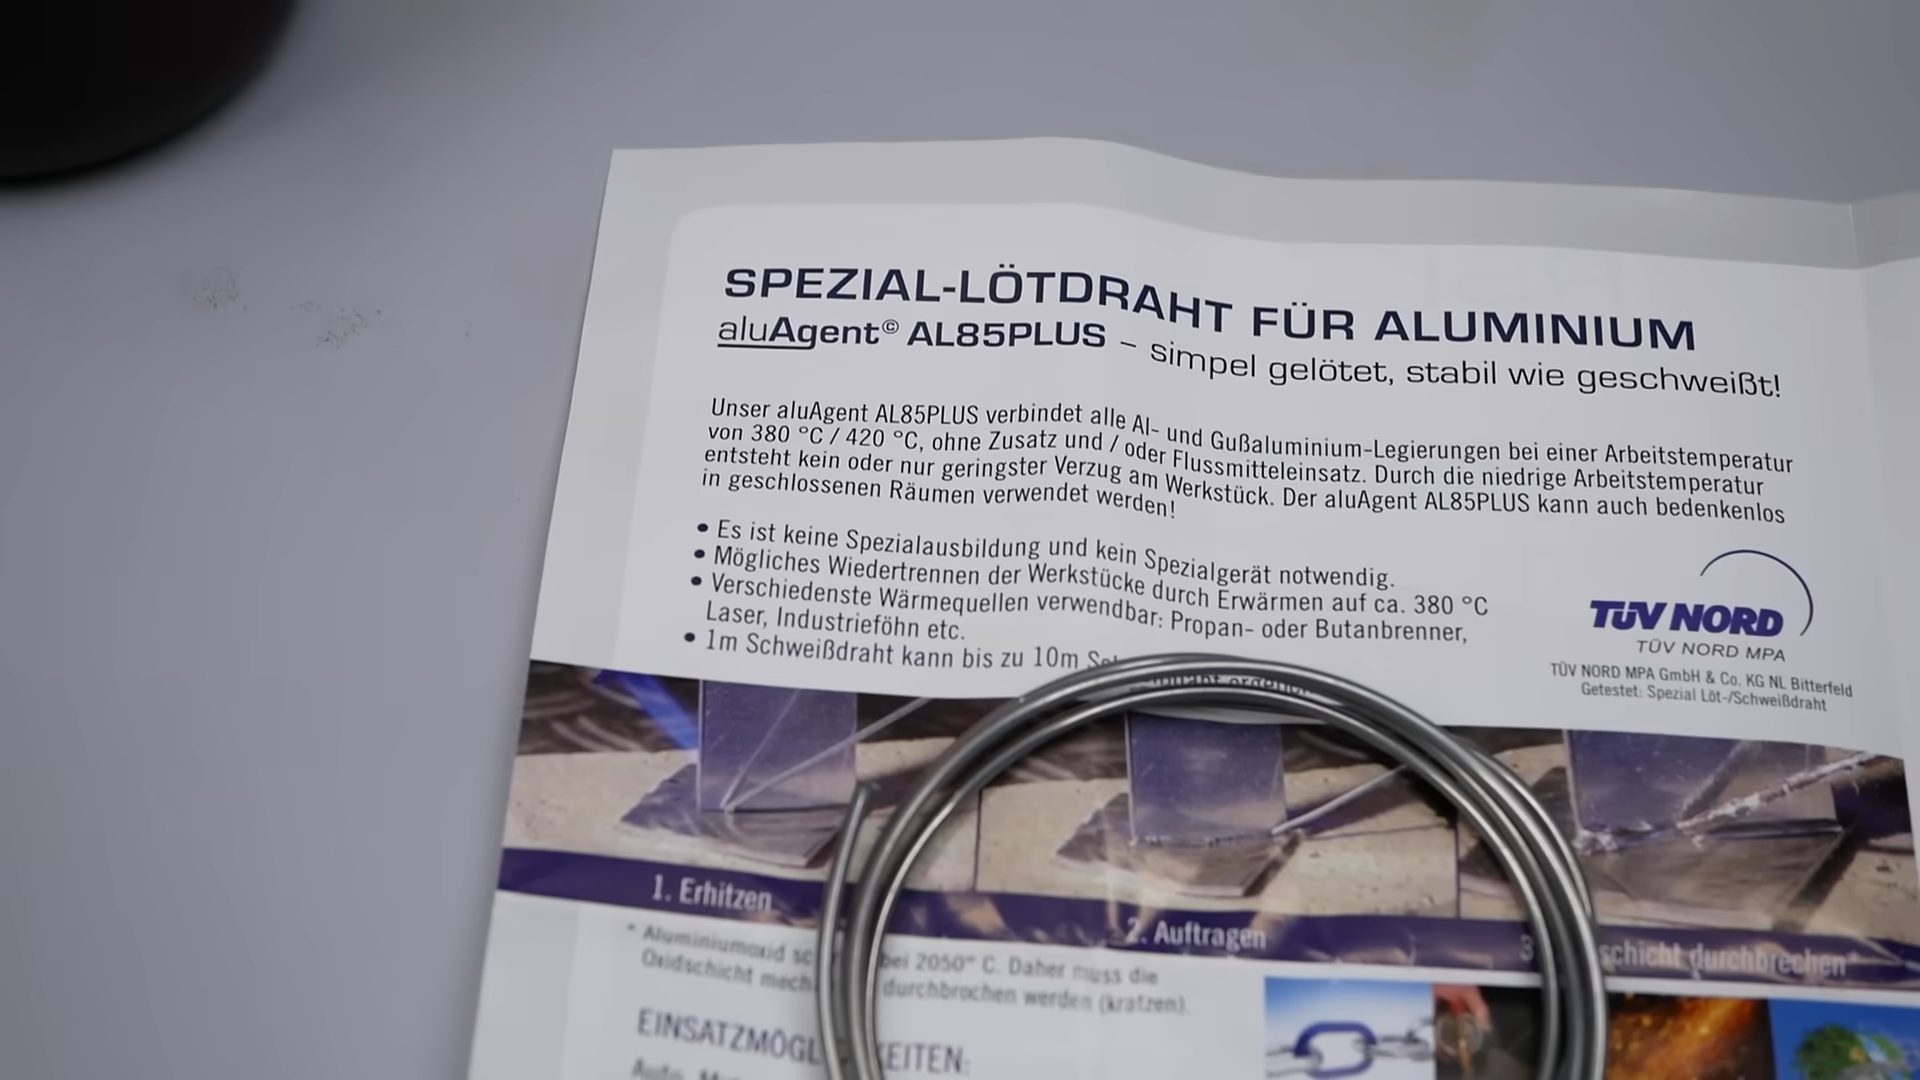 SPEZIAL-LÖTDRAHT FÜR ALUMINIUM
aluAgent© AL85PLUS – simpel gelötet, stabil wie geschweißt!
Unser aluAgent AL85PLUS verbindet alle Al- und Gußaluminium-Legierungen bei einer Arbeitstemperatur
von 380 °C / 420 °C, ohne Zusatz und / oder Flussmitteleinsatz. Durch die niedrige Arbeitstemperatur
entsteht kein oder nur geringster Verzug am Werkstück. Der aluAgent AL85PLUS kann auch bedenkenlos
in geschlossenen Räumen verwendet werden!
• Es ist keine Spezialausbildung und kein Spezialgerät notwendig.
• Mögliches Wiedertrennen der Werkstücke durch Erwärmen auf ca. 380 °C
• Verschiedenste Wärmequellen verwendbar: Propan- oder Butanbrenner,
Laser, Industrieföhn etc.
• 1m Schweißdraht kann bis zu 10m
TÜV NORD
TÜV NORD MPA
TÜV NORD MPA GmbH & Co. KG NL Bitterfeld
Getestet: Spezial Löt-/Schweißdraht
1. Erhitzen
2. Auftragen
3 schicht durchbrechen*
* Aluminiumoxid bei 2050° C. Daher muss die
Oxidschicht durchbrochen werden (kratzen).
EINSATZMÖGL EITEN: